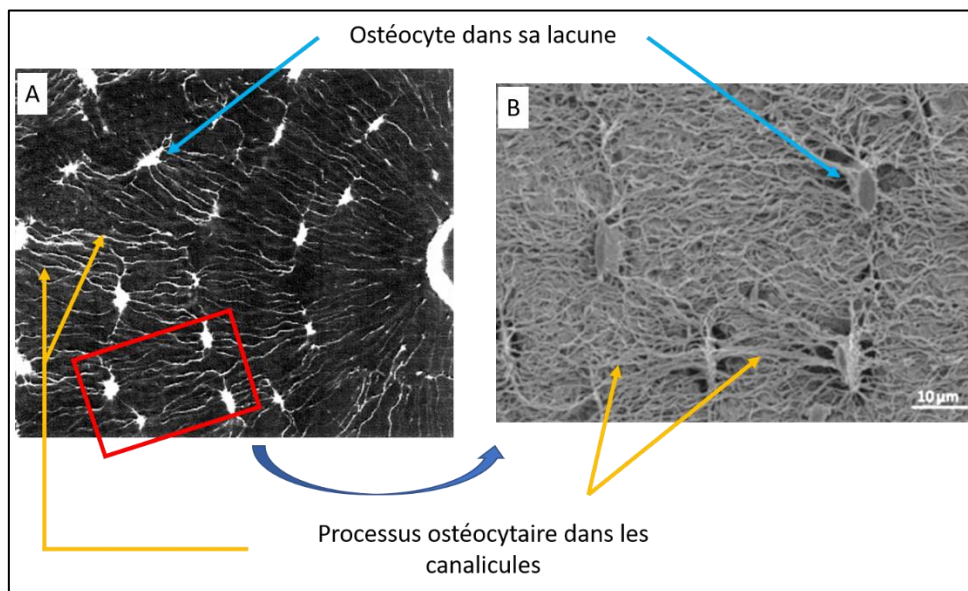 Ostéocyte dans sa lacune
A
B
10 µm
Processus ostéocytaire dans les
canalicules